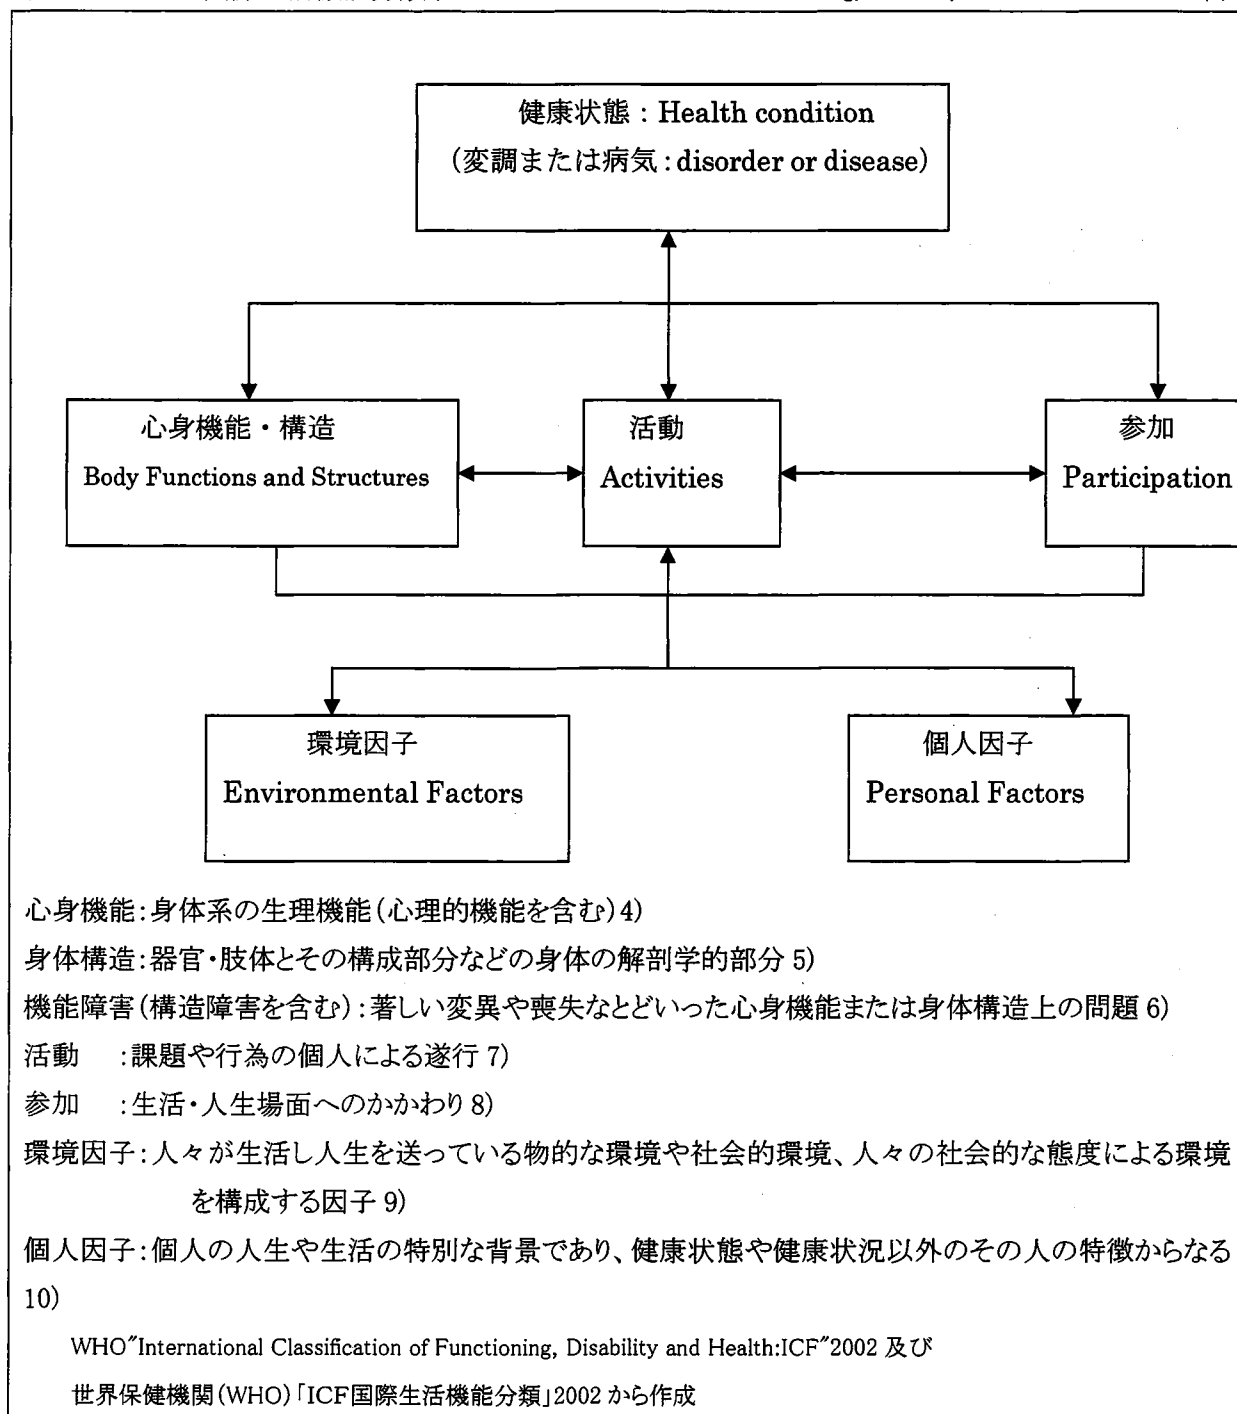 健康状態：Health condition
（変調または病気：disorder or disease）
心身機能・構造
Body Functions and Structures
活動
Activities
参加
Participation
環境因子
Environmental Factors
個人因子
Personal Factors
心身機能：身体系の生理機能（心理的機能を含む）4)
身体構造：器官・肢体とその構成部分などの身体の解剖学的部分 5)
機能障害（構造障害を含む）：著しい変異や喪失なとどいった心身機能または身体構造上の問題 6)
活動　：課題や行為の個人による遂行 7)
参加　：生活・人生場面へのかかわり 8)
環境因子：人々が生活し人生を送っている物的な環境や社会的環境、人々の社会的な態度による環境
を構成する因子 9)
個人因子：個人の人生や生活の特別な背景であり、健康状態や健康状況以外のその人の特徴からなる
10)
WHO"International Classification of Functioning, Disability and Health:ICF"2002 及び
世界保健機関（WHO）「ICF国際生活機能分類」2002 から作成